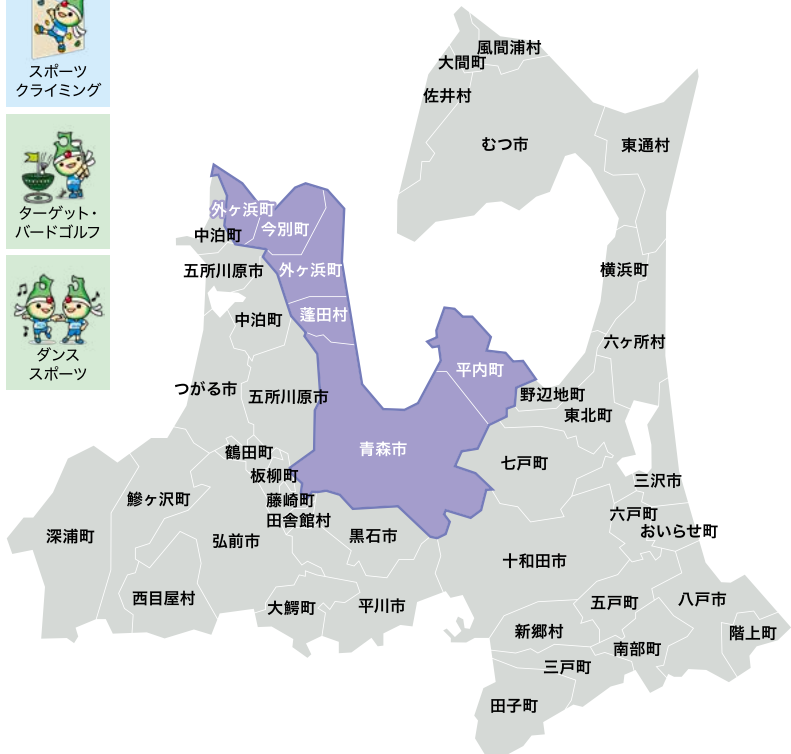 スポーツ
クライミング
ターゲット・
バードゴルフ
ダンス
スポーツ
風間浦村
大間町
佐井村
むつ市
東通村
外ヶ浜町
今別町
中泊町
五所川原市
外ヶ浜町
横浜町
蓬田村
中泊町
六ヶ所村
平内町
つがる市
五所川原市
野辺地町
東北町
青森市
鶴田町
七戸町
板柳町
三沢市
鰺ヶ沢町
藤崎町
田舎館村
六戸町
おいらせ町
深浦町
弘前市
黒石市
十和田市
西目屋村
大鰐町
平川市
五戸町
八戸市
新郷村
階上町
南部町
三戸町
田子町